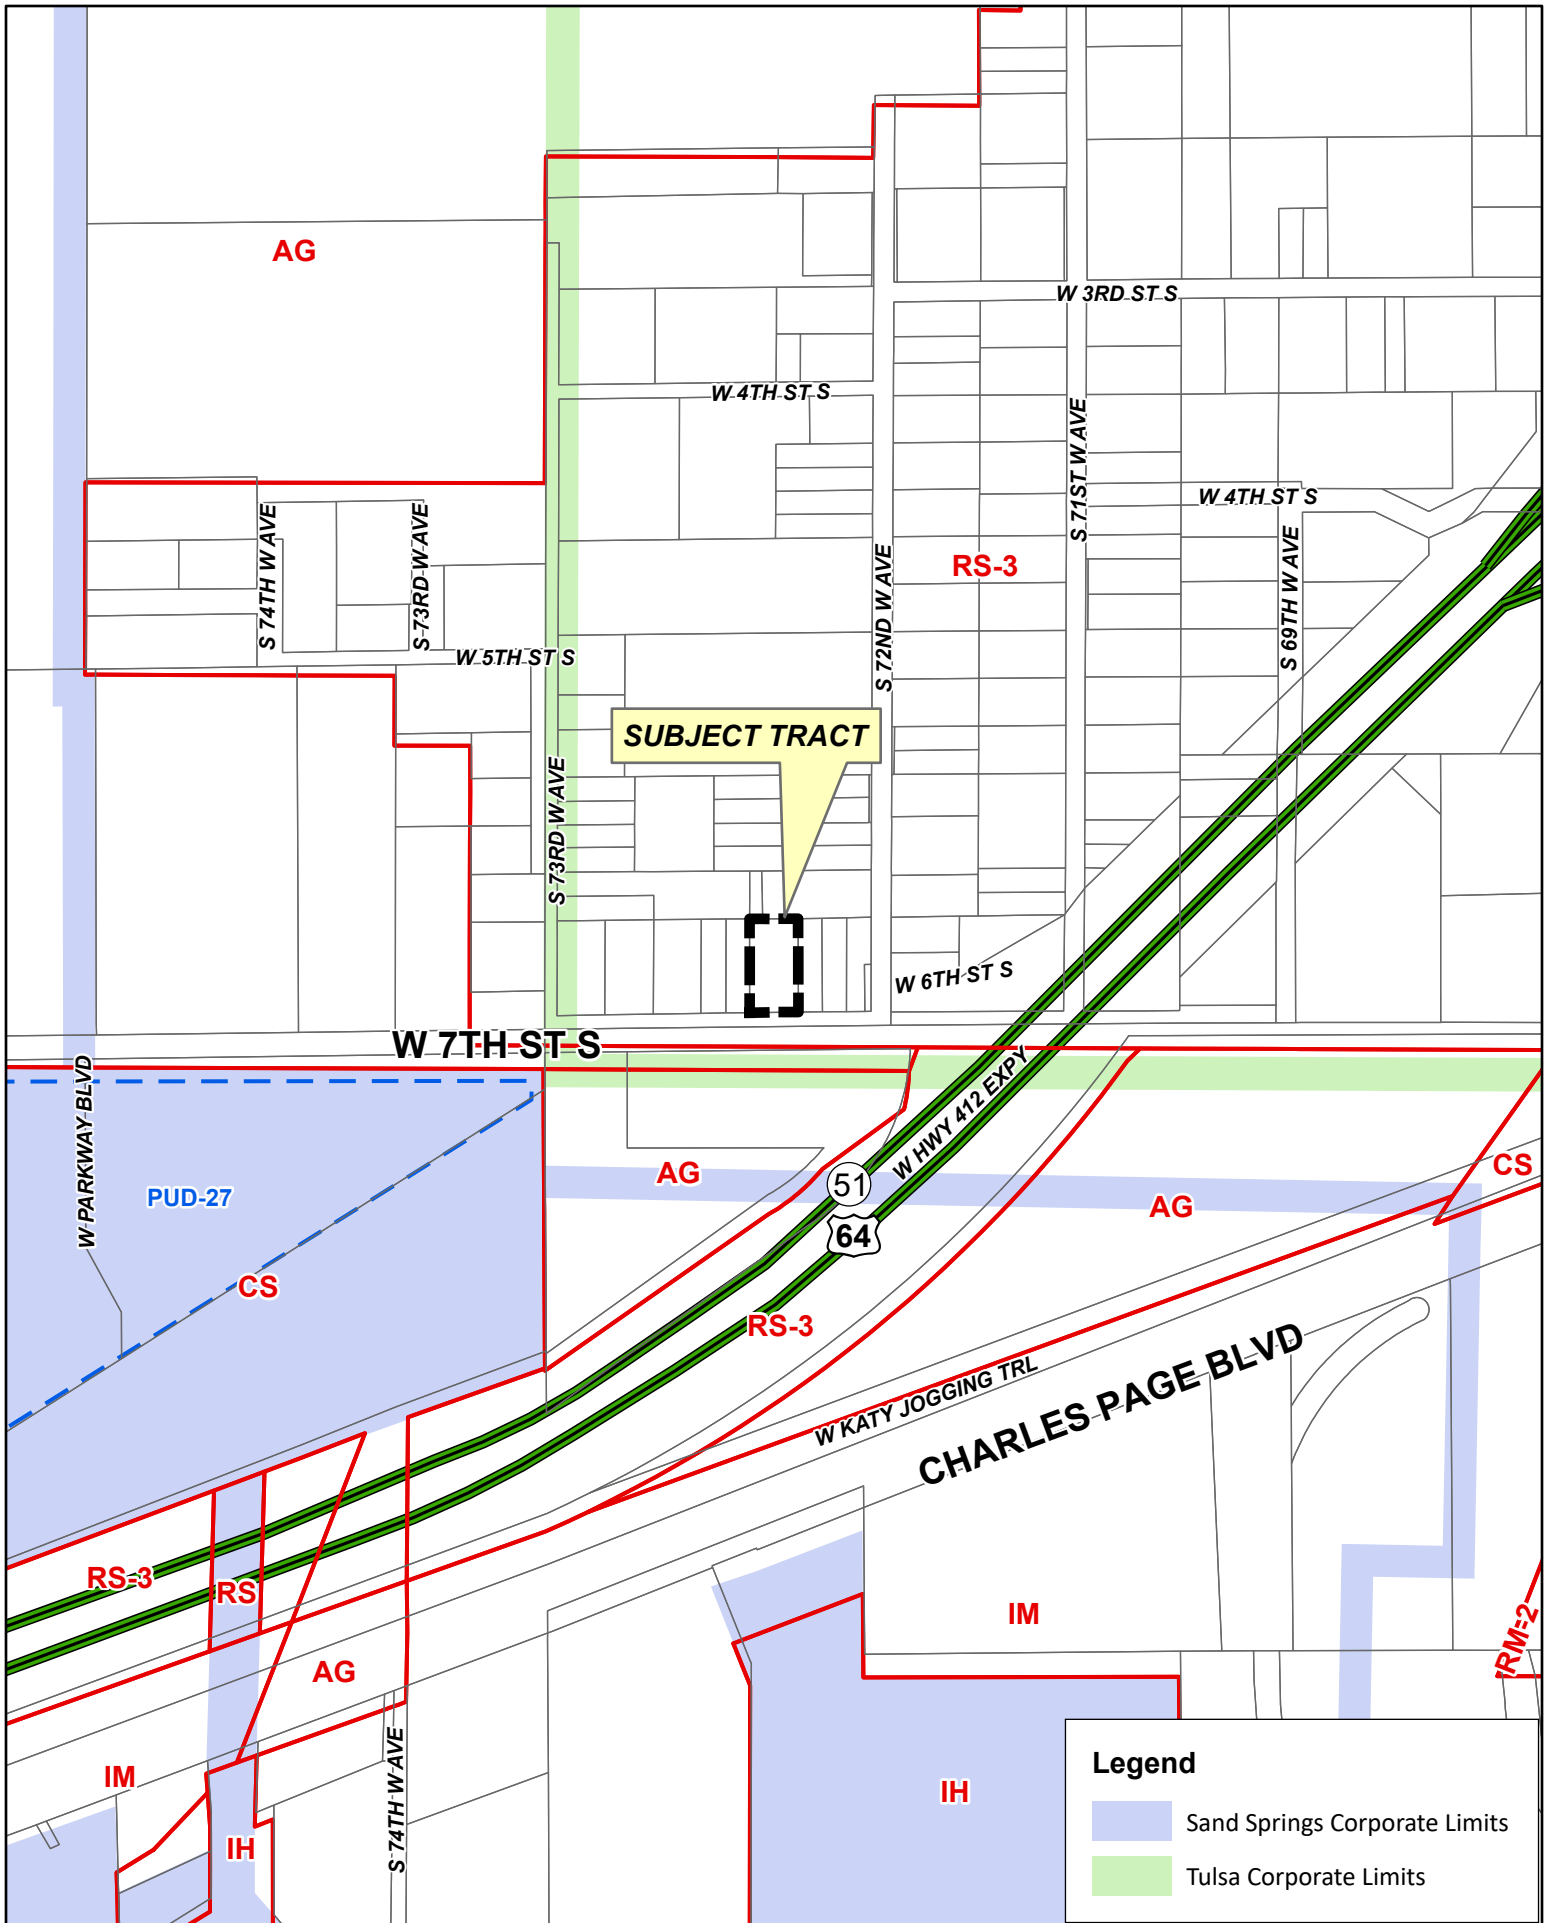 AG
W 3RD ST S
W 4TH ST S
S 71ST W AVE
W 4TH ST S
S 74TH W AVE
S 73RD W AVE
S 72ND W AVE
RS-3
S 69TH W AVE
W 5TH ST S
SUBJECT TRACT
S 73RD W AVE
W 6TH ST S
W 7TH ST S
W PARKWAY BLVD
W HWY 412 EXPY
AG
51
CS
PUD-27
AG
64
CS
RS-3
W KATY JOGGING TRL
CHARLES PAGE BLVD
RS-3
RS
IM
RM-2
AG
S 74TH W AVE
IM
IH
IH
Legend
Sand Springs Corporate Limits
Tulsa Corporate Limits